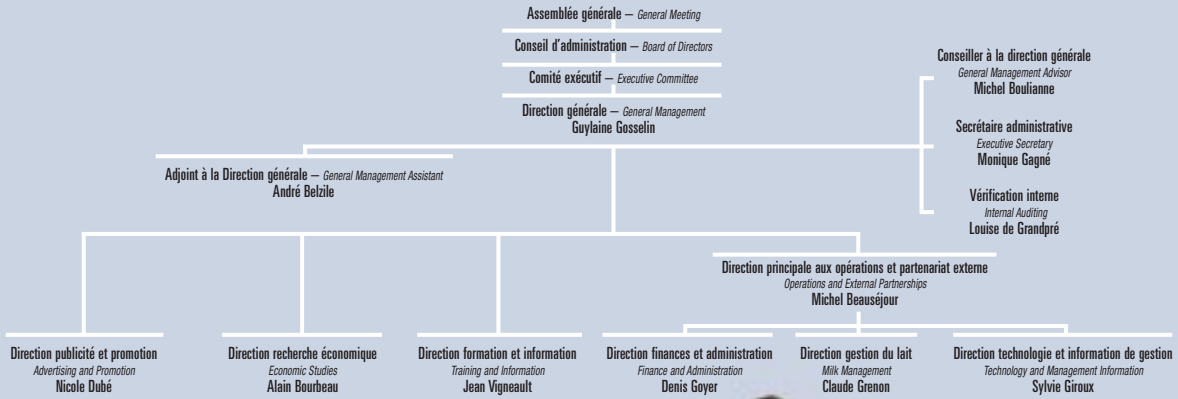 Assemblée générale – General Meeting
Conseil d'administration – Board of Directors
Comité exécutif – Executive Committee
Direction générale – General Management
Guylaine Gosselin
Conseiller à la direction générale
General Management Advisor
Michel Boulianne
Secrétaire administrative
Executive Secretary
Monique Gagné
Vérification interne
Internal Auditing
Louise de Grandpré
Adjoint à la Direction générale – General Management Assistant
André Belzile
Direction principale aux opérations et partenariat externe
Operations and External Partnerships
Michel Beauséjour
Direction publicité et promotion
Advertising and Promotion
Nicole Dubé
Direction recherche économique
Economic Studies
Alain Bourbeau
Direction formation et information
Training and Information
Jean Vigneault
Direction finances et administration
Finance and Administration
Denis Goyer
Direction gestion du lait
Milk Management
Claude Grenon
Direction technologie et information de gestion
Technology and Management Information
Sylvie Giroux